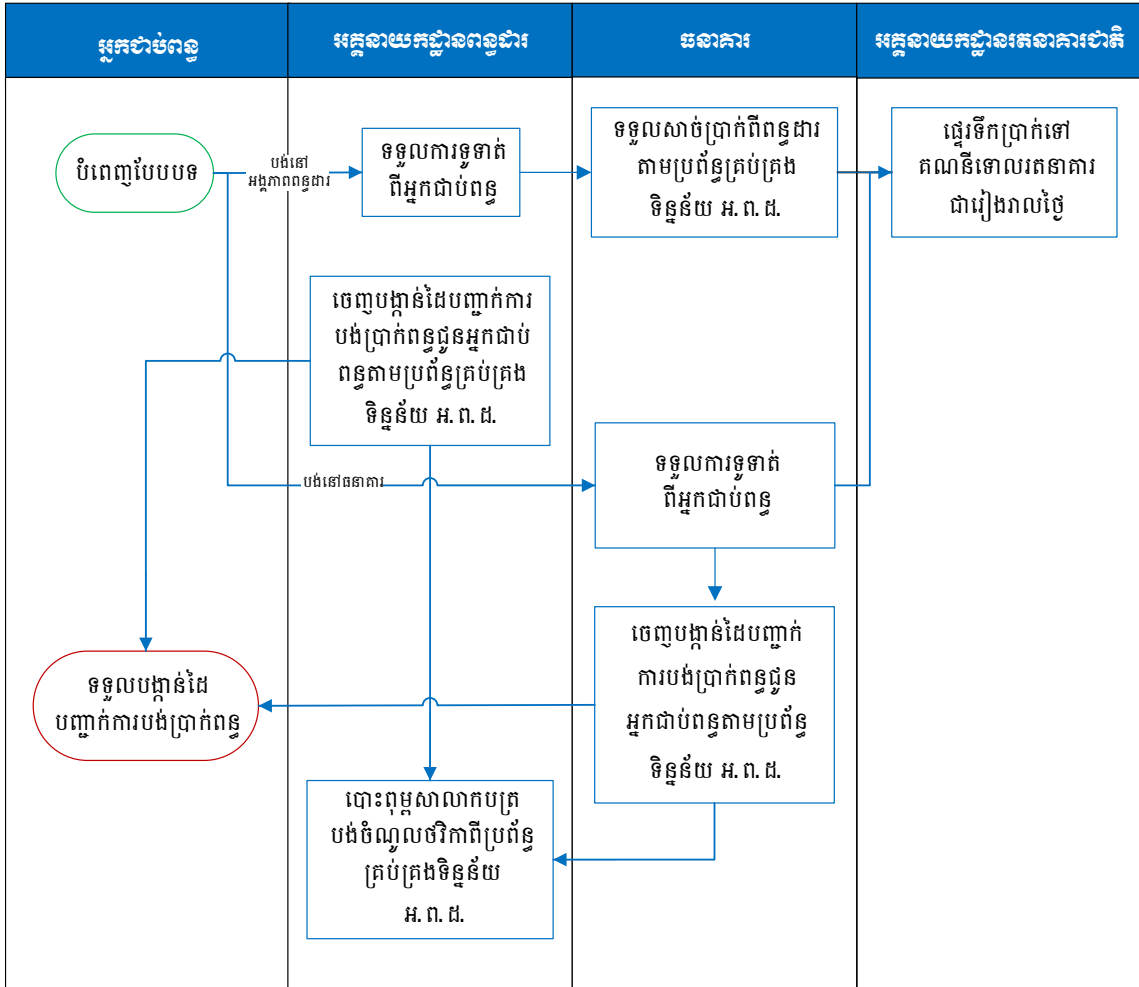 អ្នកជាប់ពន្ធ
អគ្គនាយកដ្ឋានពន្ធដារ
ធនាគារ
អគ្គនាយកដ្ឋានរតនាគារជាតិ
បំពេញបែបបទ
បង់នៅ
អង្គភាពពន្ធដារ
ទទួលការទូទាត់
ពីអ្នកជាប់ពន្ធ
ទទួលសាច់ប្រាក់ពីពន្ធដារ
តាមប្រព័ន្ធគ្រប់គ្រង
ទិន្នន័យ អ.ព.ដ.
ផ្ទេរទឹកប្រាក់ទៅ
គណនីទោលរតនាគារ
ជារៀងរាលថ្ងៃ
ចេញបង្កាន់ដៃបញ្ជាក់ការ
បង់ប្រាក់ពន្ធជូនអ្នកជាប់
ពន្ធតាមប្រព័ន្ធគ្រប់គ្រង
ទិន្នន័យ អ.ព.ដ.
បង់នៅធនាគារ
ទទួលការទូទាត់
ពីអ្នកជាប់ពន្ធ
ចេញបង្កាន់ដៃបញ្ជាក់
ការបង់ប្រាក់ពន្ធជូន
អ្នកជាប់ពន្ធតាមប្រព័ន្ធ
ទិន្នន័យ អ.ព.ដ.
ទទួលបង្កាន់ដៃ
បញ្ជាក់ការបង់ប្រាក់ពន្ធ
បោះពុម្ពសាលាកបត្រ
បង់ចំណូលថវិកាពីប្រព័ន្ធ
គ្រប់គ្រងទិន្នន័យ
អ.ព.ដ.